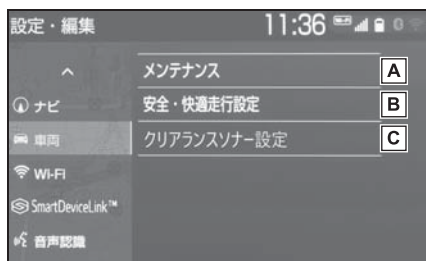 設定・編集 11:36
メンテナンス A
ナビ 安全・快適走行設定 B
車両 クリアランスソナー設定 C
Wi-Fi
SmartDeviceLink™
音声認識